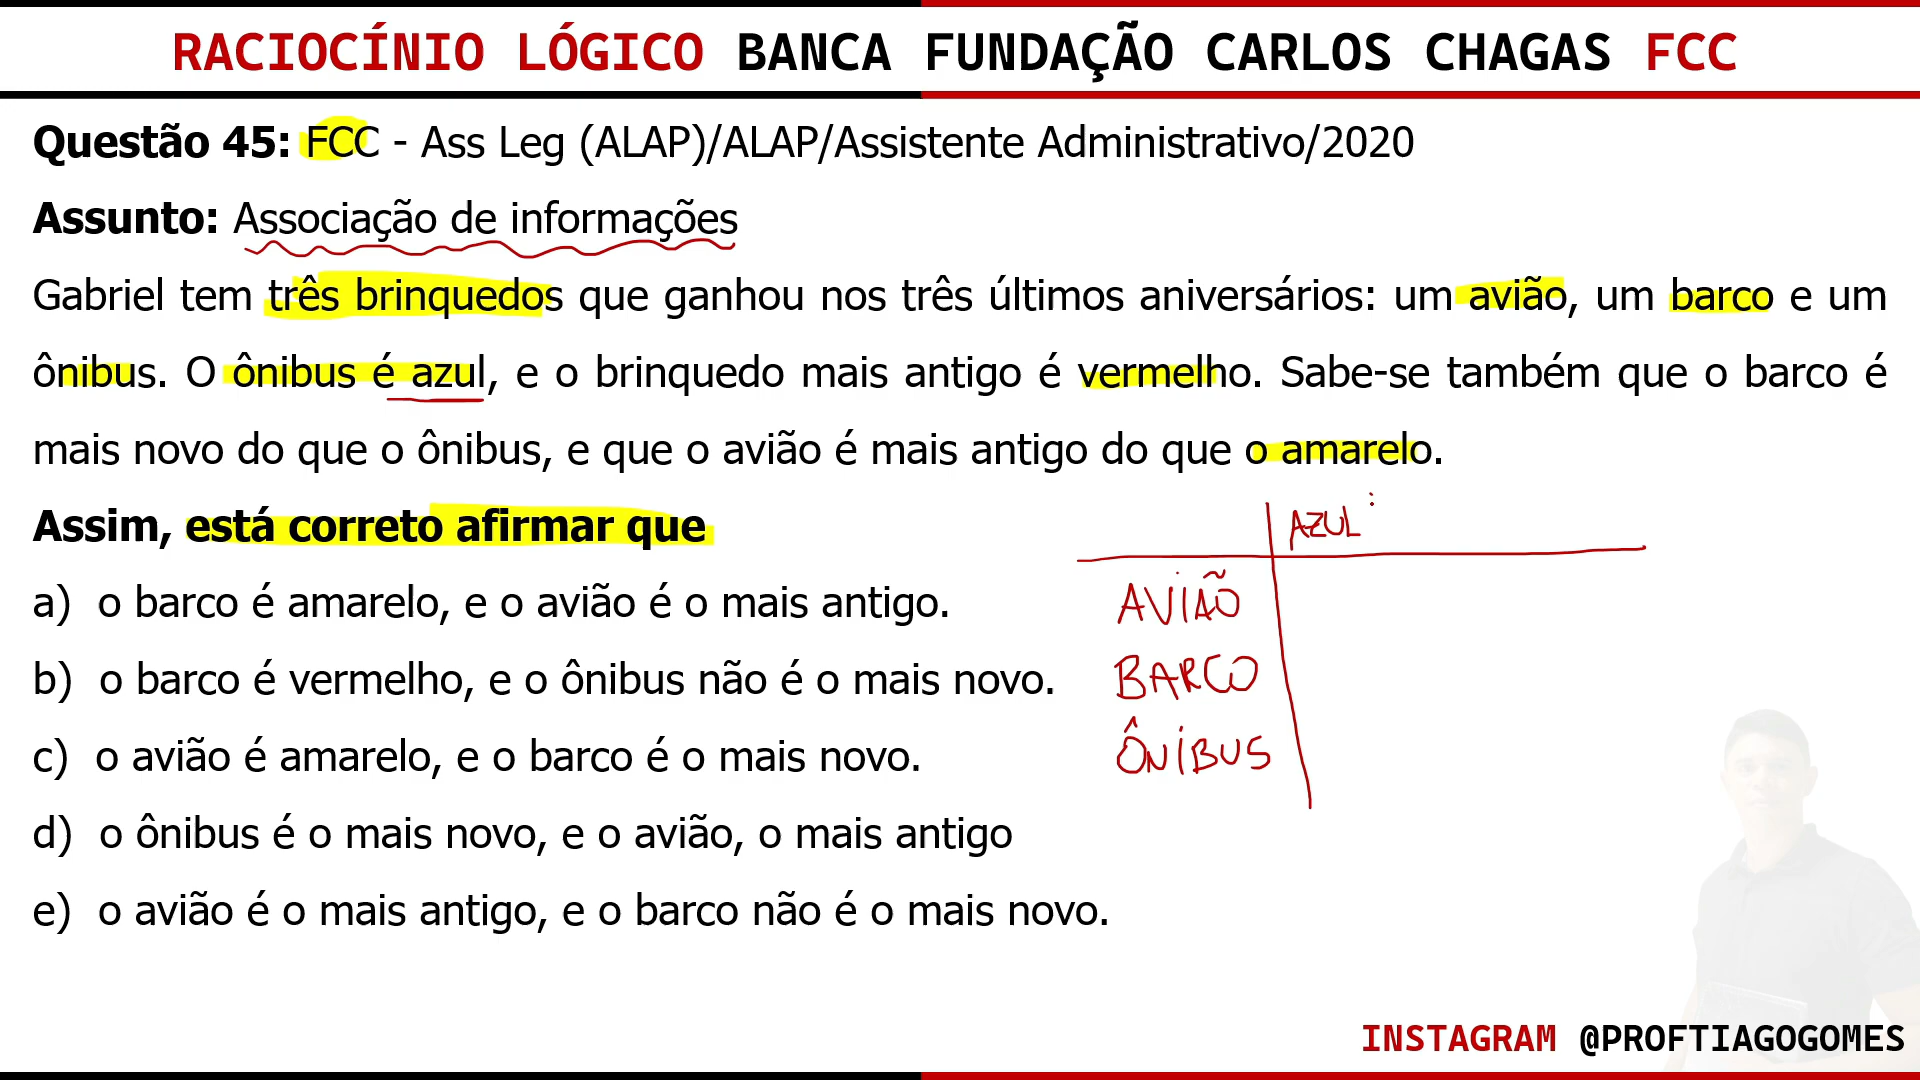 RACIOCÍNIO LÓGICO BANCA FUNDAÇÃO CARLOS CHAGAS FCC
Questão 45: FCC - Ass Leg (ALAP)/ALAP/Assistente Administrativo/2020
Assunto: Associação de informações
Gabriel tem três brinquedos que ganhou nos três últimos aniversários: um avião, um barco e um
ônibus. O ônibus é azul, e o brinquedo mais antigo é vermelho. Sabe-se também que o barco é
mais novo do que o ônibus, e que o avião é mais antigo do que o amarelo.
Assim, está correto afirmar que
a) o barco é amarelo, e o avião é o mais antigo.
b) o barco é vermelho, e o ônibus não é o mais novo.
c) o avião é amarelo, e o barco é o mais novo.
d) o ônibus é o mais novo, e o avião, o mais antigo
e) o avião é o mais antigo, e o barco não é o mais novo.
AZUL
AVIÃO
BARCO
ÔNIBUS
INSTAGRAM @PROFTIAGOGOMES